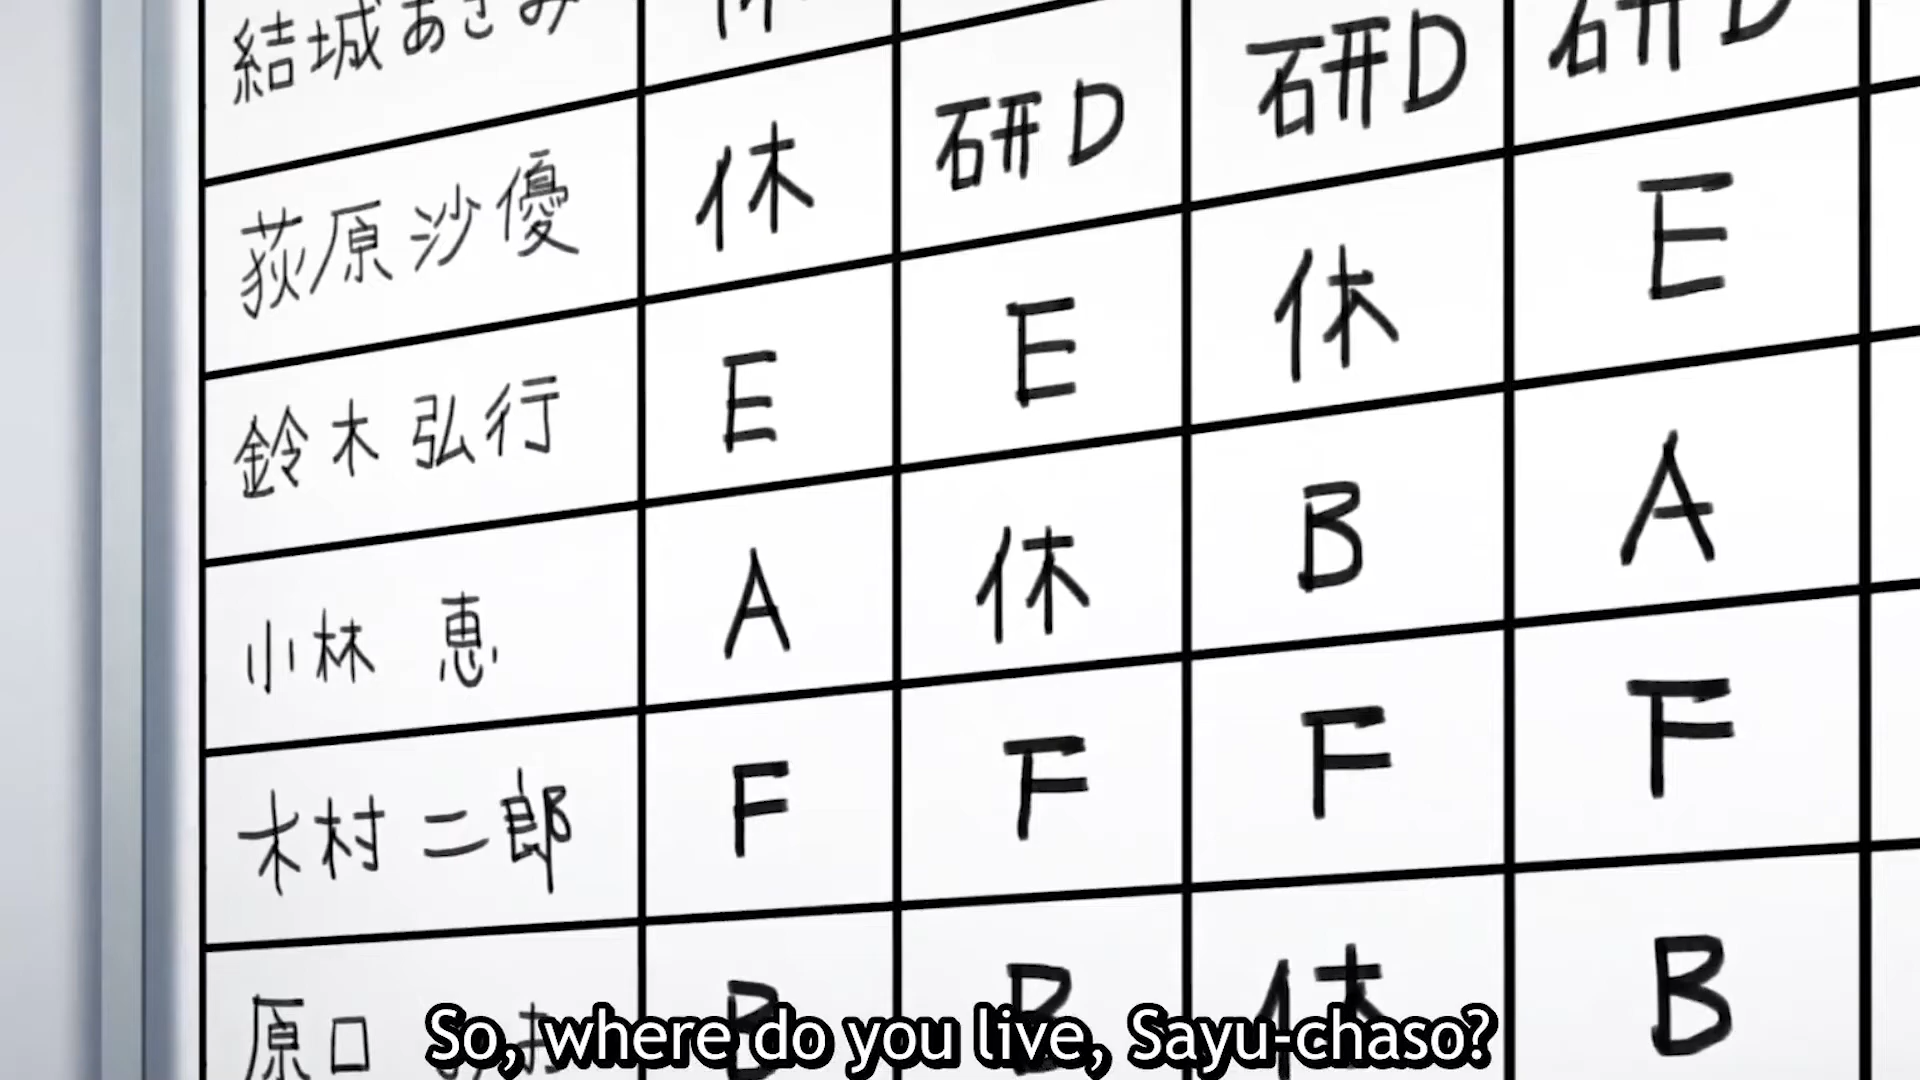 結城あさみ 休
荻原沙優 休 研D 研D 研D
鈴木弘行 E E 休 E
小林 恵 A 休 B A
木村二郎 F F F F
原口 B B 休 B
So, where do you live, Sayu-chaso?